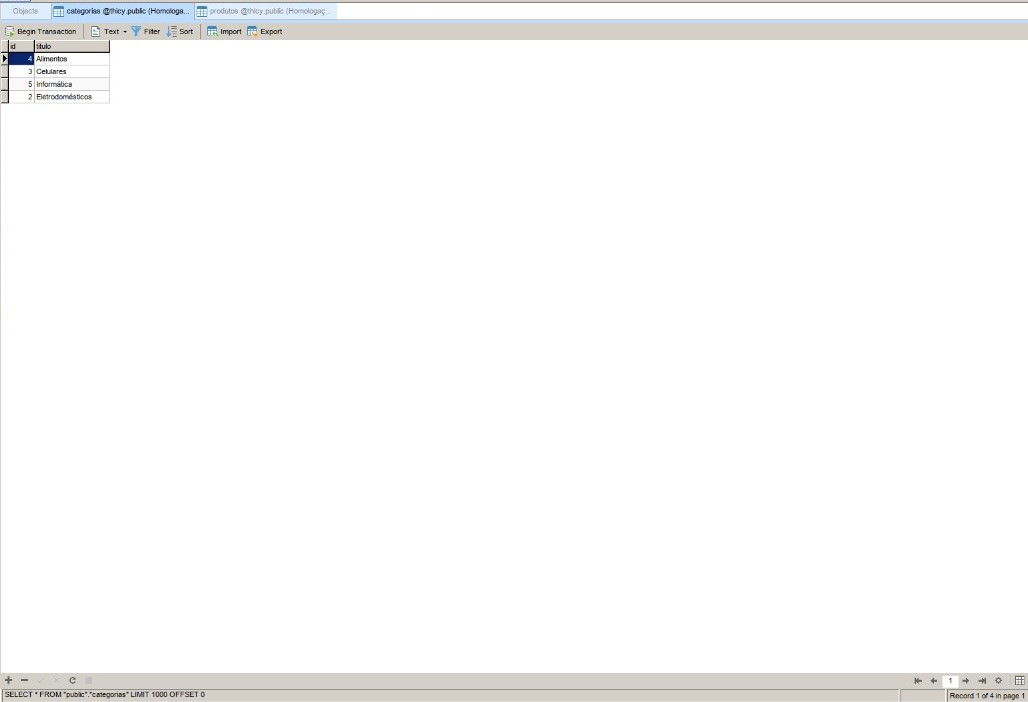 Objects categorias @thicy.public (Homologa... produtos @thicy.public (Homologaç...
Begin Transaction Text Filter Sort Import Export
id titulo
4 Alimentos
3 Celulares
5 Informática
2 Eletrodomésticos
1
SELECT * FROM "public"."categorias" LIMIT 1000 OFFSET 0 Record 1 of 4 in page 1